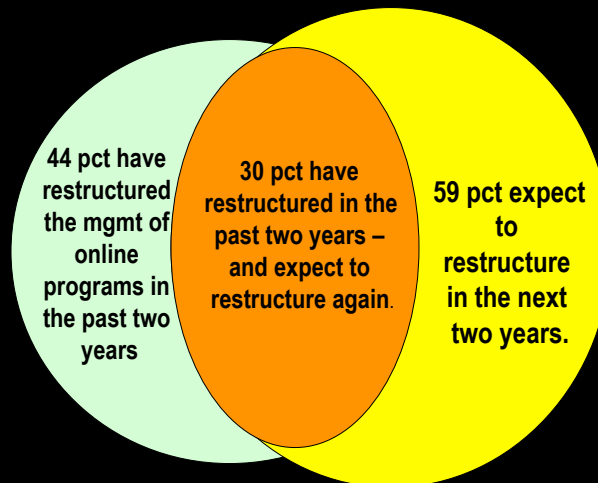 44 pct have
restructured
the mgmt of
online
programs in
the past two
years
30 pct have
restructured in the
past two years –
and expect to
restructure again.
59 pct expect
to
restructure
in the next
two years.